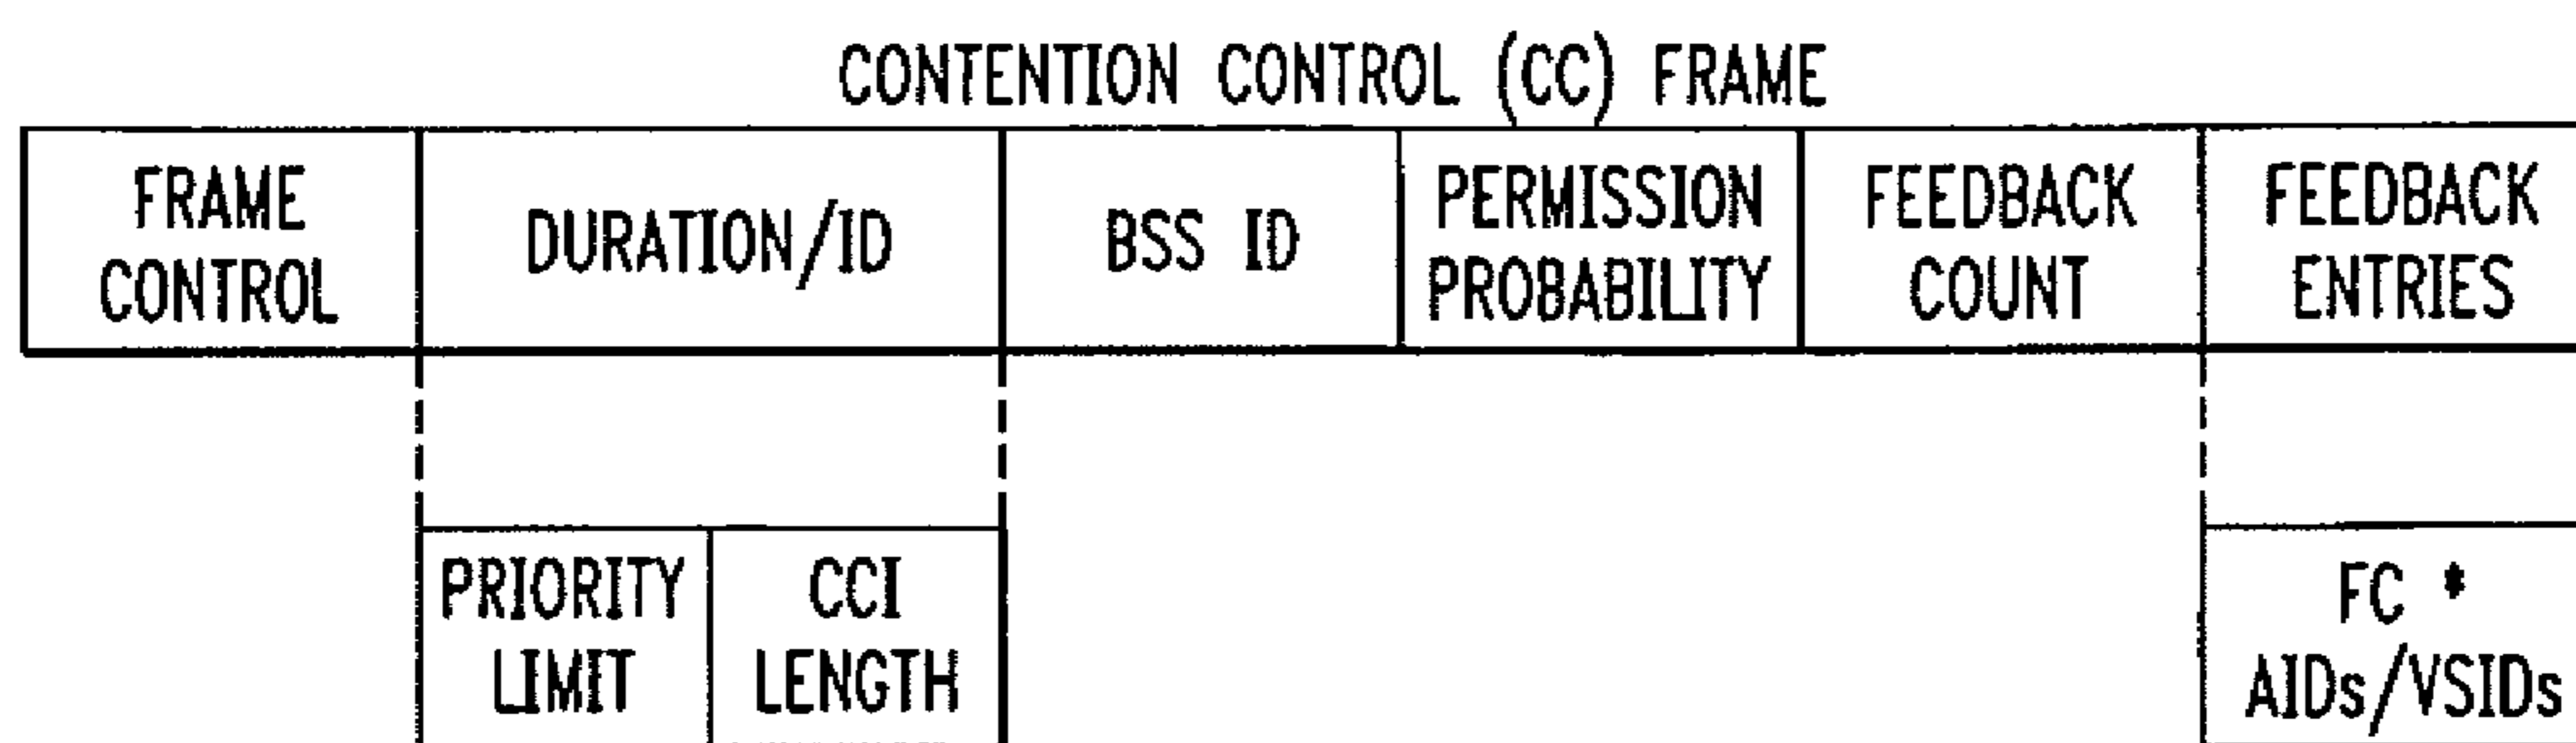 CONTENTION CONTROL (CC) FRAME
FRAME
CONTROL
DURATION/ID
BSS ID
PERMISSION
PROBABILITY
FEEDBACK
COUNT
FEEDBACK
ENTRIES
PRIORITY
LIMIT
CCI
LENGTH
FC *
AIDs/VSIDs